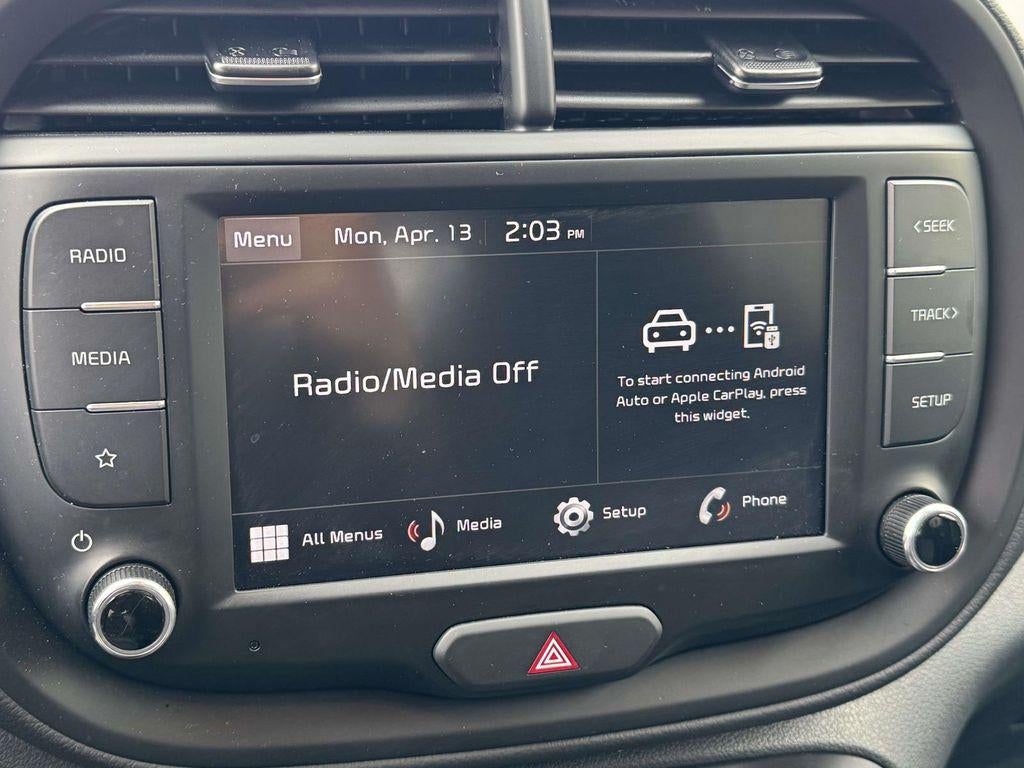 Menu
Mon, Apr. 13
2:03 PM
RADIO
MEDIA
<SEEK
TRACK>
SETUP
Radio/Media Off
To start connecting Android
Auto or Apple CarPlay, press
this widget.
All Menus
Media
Setup
Phone